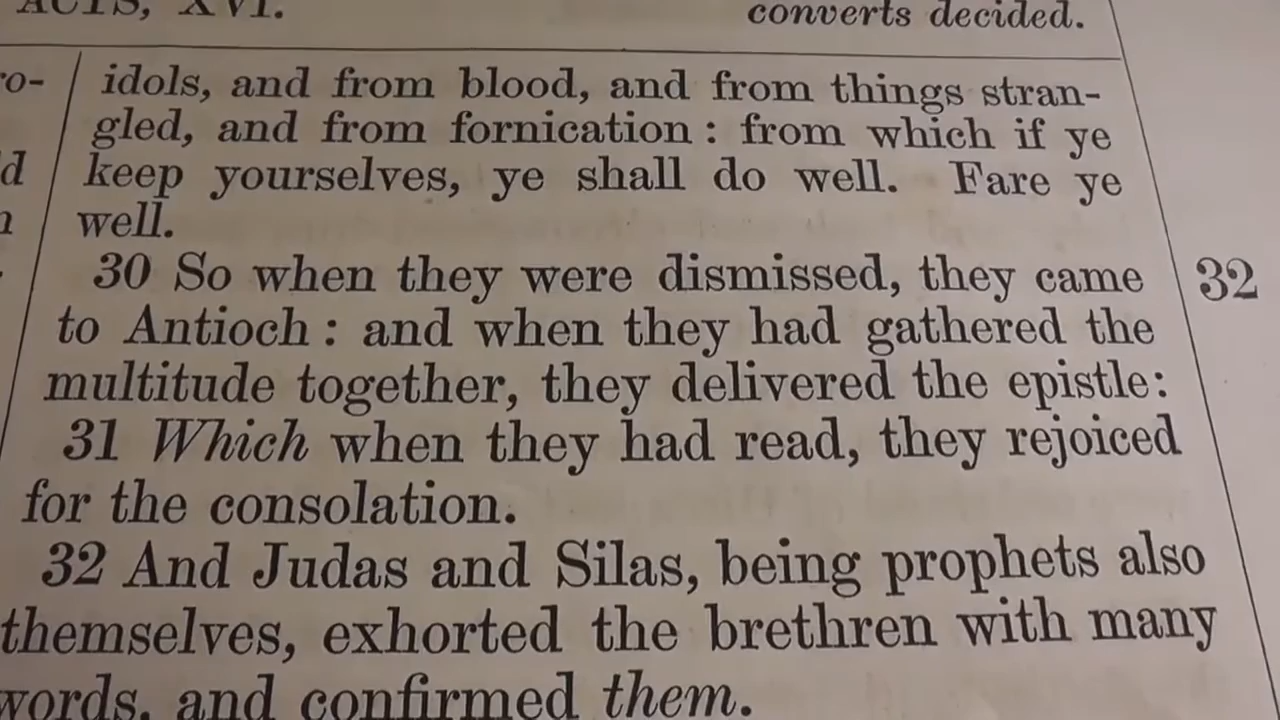 ACTS, XVI.
converts decided.
ro-
d
idols, and from blood, and from things stran-
gled, and from fornication : from which if ye
keep yourselves, ye shall do well. Fare ye
well.
30 So when they were dismissed, they came
to Antioch : and when they had gathered the
multitude together, they delivered the epistle:
31 Which when they had read, they rejoiced
for the consolation.
32 And Judas and Silas, being prophets also
themselves, exhorted the brethren with many
words, and confirmed them.
32